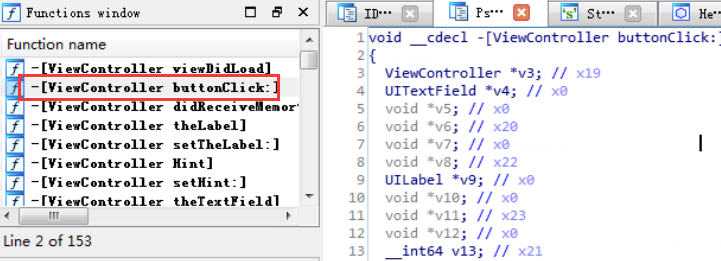 Functions window
Function name
-[ViewController viewDidLoad]
-[ViewController buttonClick:]
-[ViewController didReceiveMemor
-[ViewController theLabel]
-[ViewController setTheLabel:]
-[ViewController Hint]
-[ViewController setHint:]
-[ViewController theTextField]
Line 2 of 153
ID··· Ps··· St··· He···
1 void __cdecl -[ViewController buttonClick:]
2 {
3 ViewController *v3; // x19
4 UITextField *v4; // x0
5 void *v5; // x0
6 void *v6; // x20
7 void *v7; // x0
8 void *v8; // x22
9 UILabel *v9; // x0
10 void *v10; // x0
11 void *v11; // x23
12 void *v12; // x0
13 __int64 v13; // x21